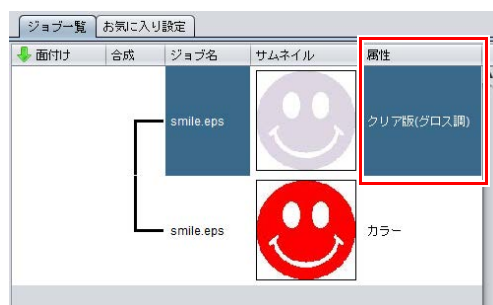 ジョブ一覧 お気に入り設定
面付け 合成 ジョブ名 サムネイル 属性
smile.eps クリア版(グロス調)
smile.eps カラー